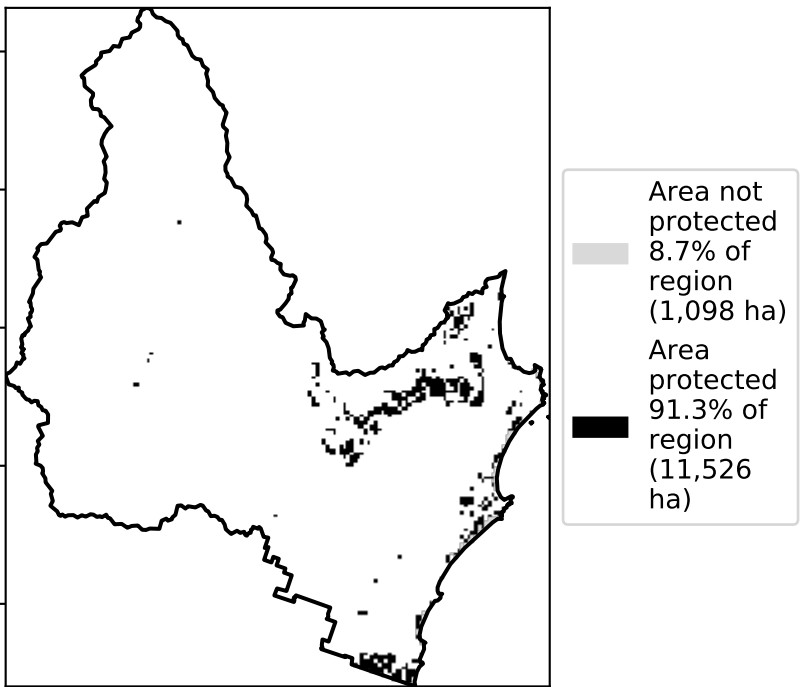 Area not
protected
8.7% of
region
(1,098 ha)
Area
protected
91.3% of
region
(11,526
ha)